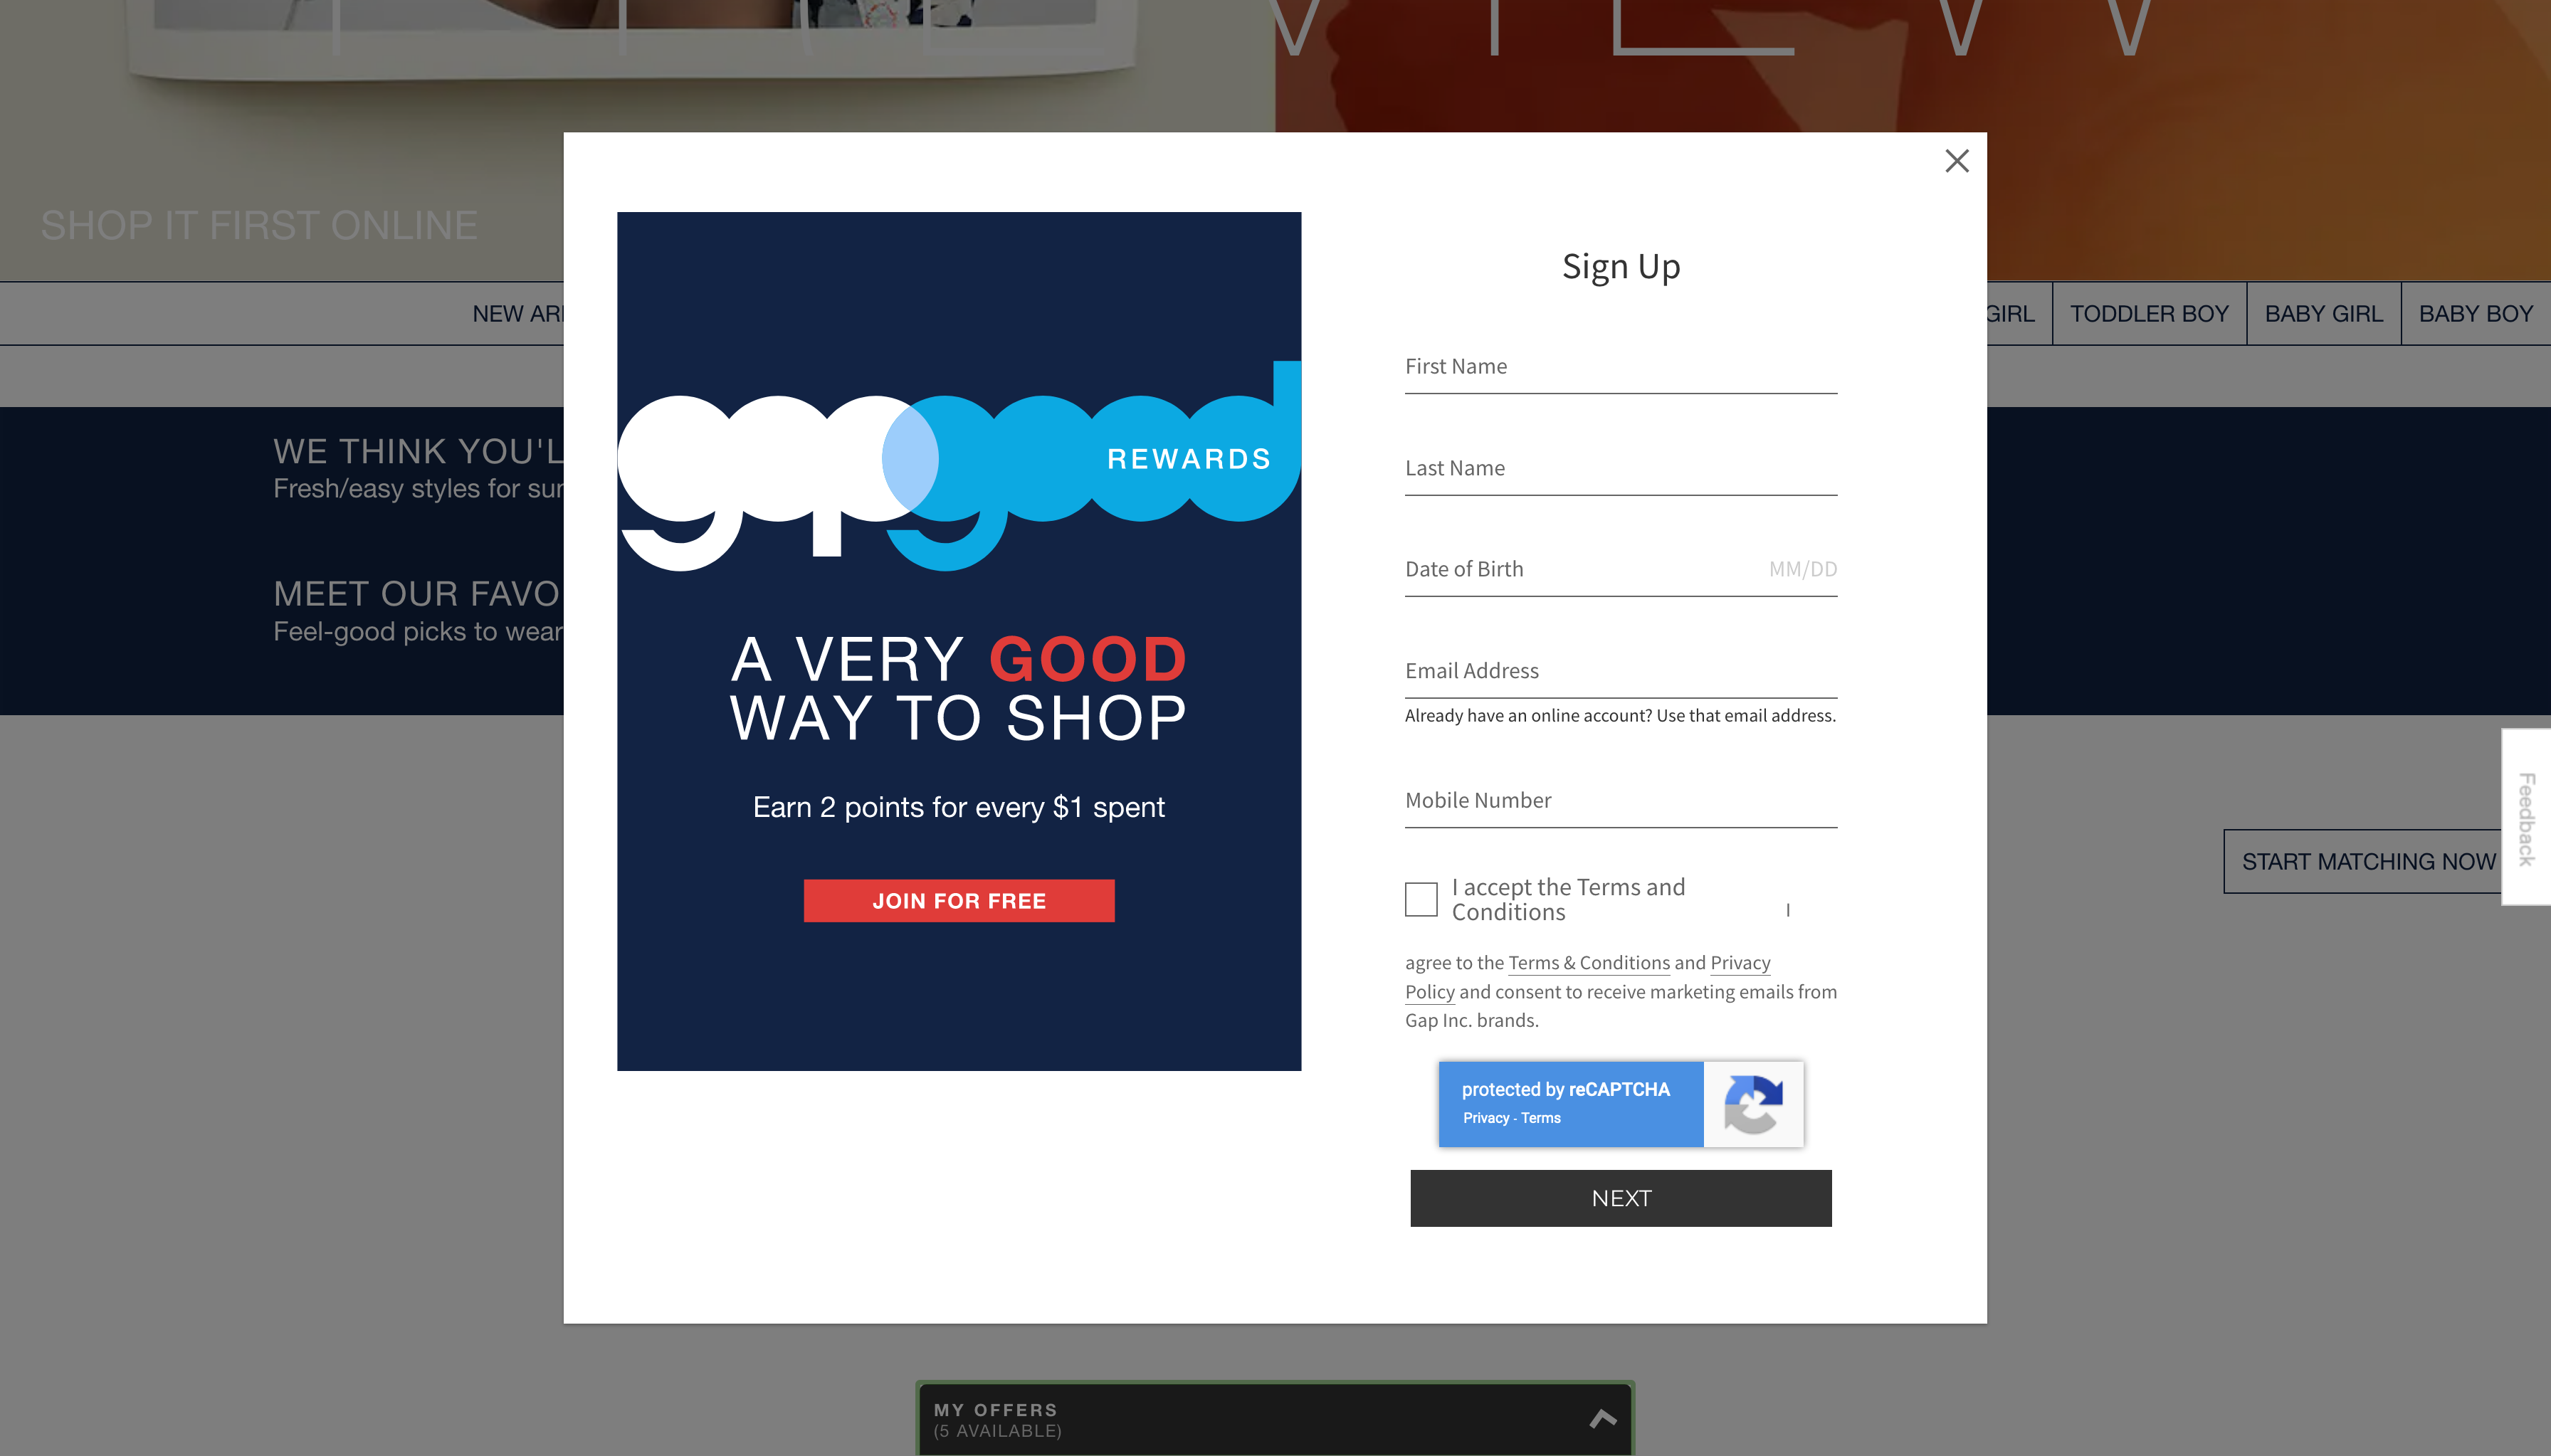 SHOP IT FIRST ONLINE
NEW
GIRL
TODDLER BOY
BABY GIRL
BABY BOY
WE THINK
Fresh/easy styles for
MEET OUR
Feel-good picks to wear
gapgood
REWARDS
A VERY GOOD
WAY TO SHOP
Earn 2 points for every $1 spent
JOIN FOR FREE
Sign Up
First Name
Last Name
Date of Birth MM/DD
Email Address
Already have an online account? Use that email address.
Mobile Number
I accept the Terms and
Conditions
I
agree to the Terms & Conditions and Privacy
Policy and consent to receive marketing emails from
Gap Inc. brands.
protected by reCAPTCHA
Privacy - Terms
NEXT
Feedback
START MATCHING NOW
MY OFFERS
(5 AVAILABLE)